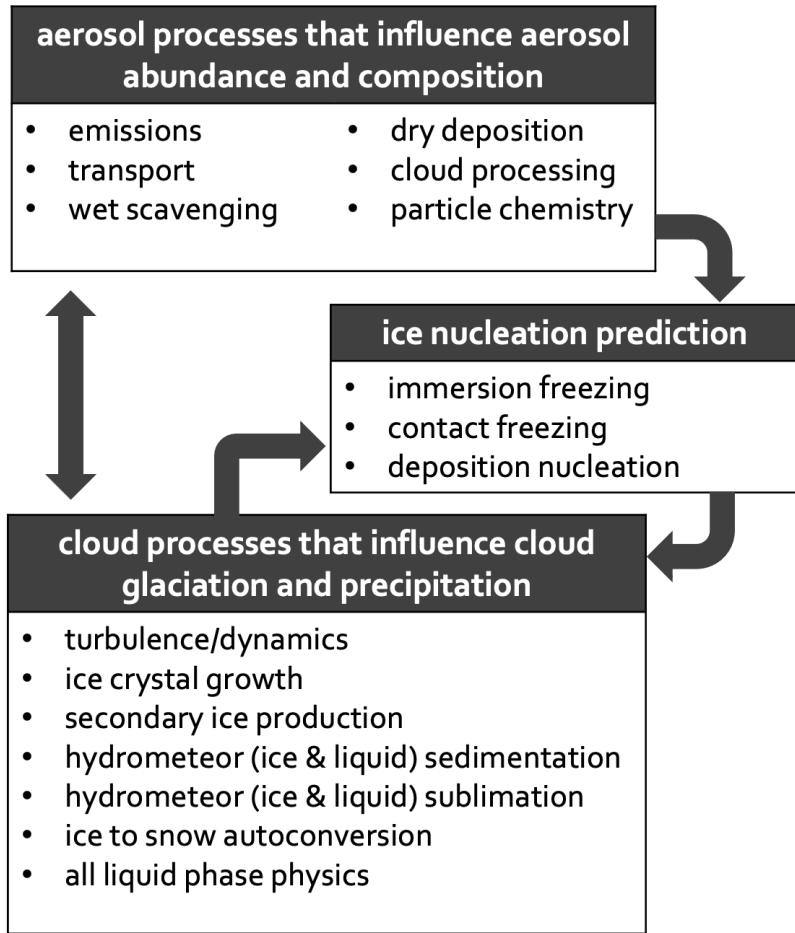 aerosol processes that influence aerosol
abundance and composition
• emissions
• transport
• wet scavenging
• dry deposition
• cloud processing
• particle chemistry
ice nucleation prediction
• immersion freezing
• contact freezing
• deposition nucleation
cloud processes that influence cloud
glaciation and precipitation
• turbulence/dynamics
• ice crystal growth
• secondary ice production
• hydrometeor (ice & liquid) sedimentation
• hydrometeor (ice & liquid) sublimation
• ice to snow autoconversion
• all liquid phase physics